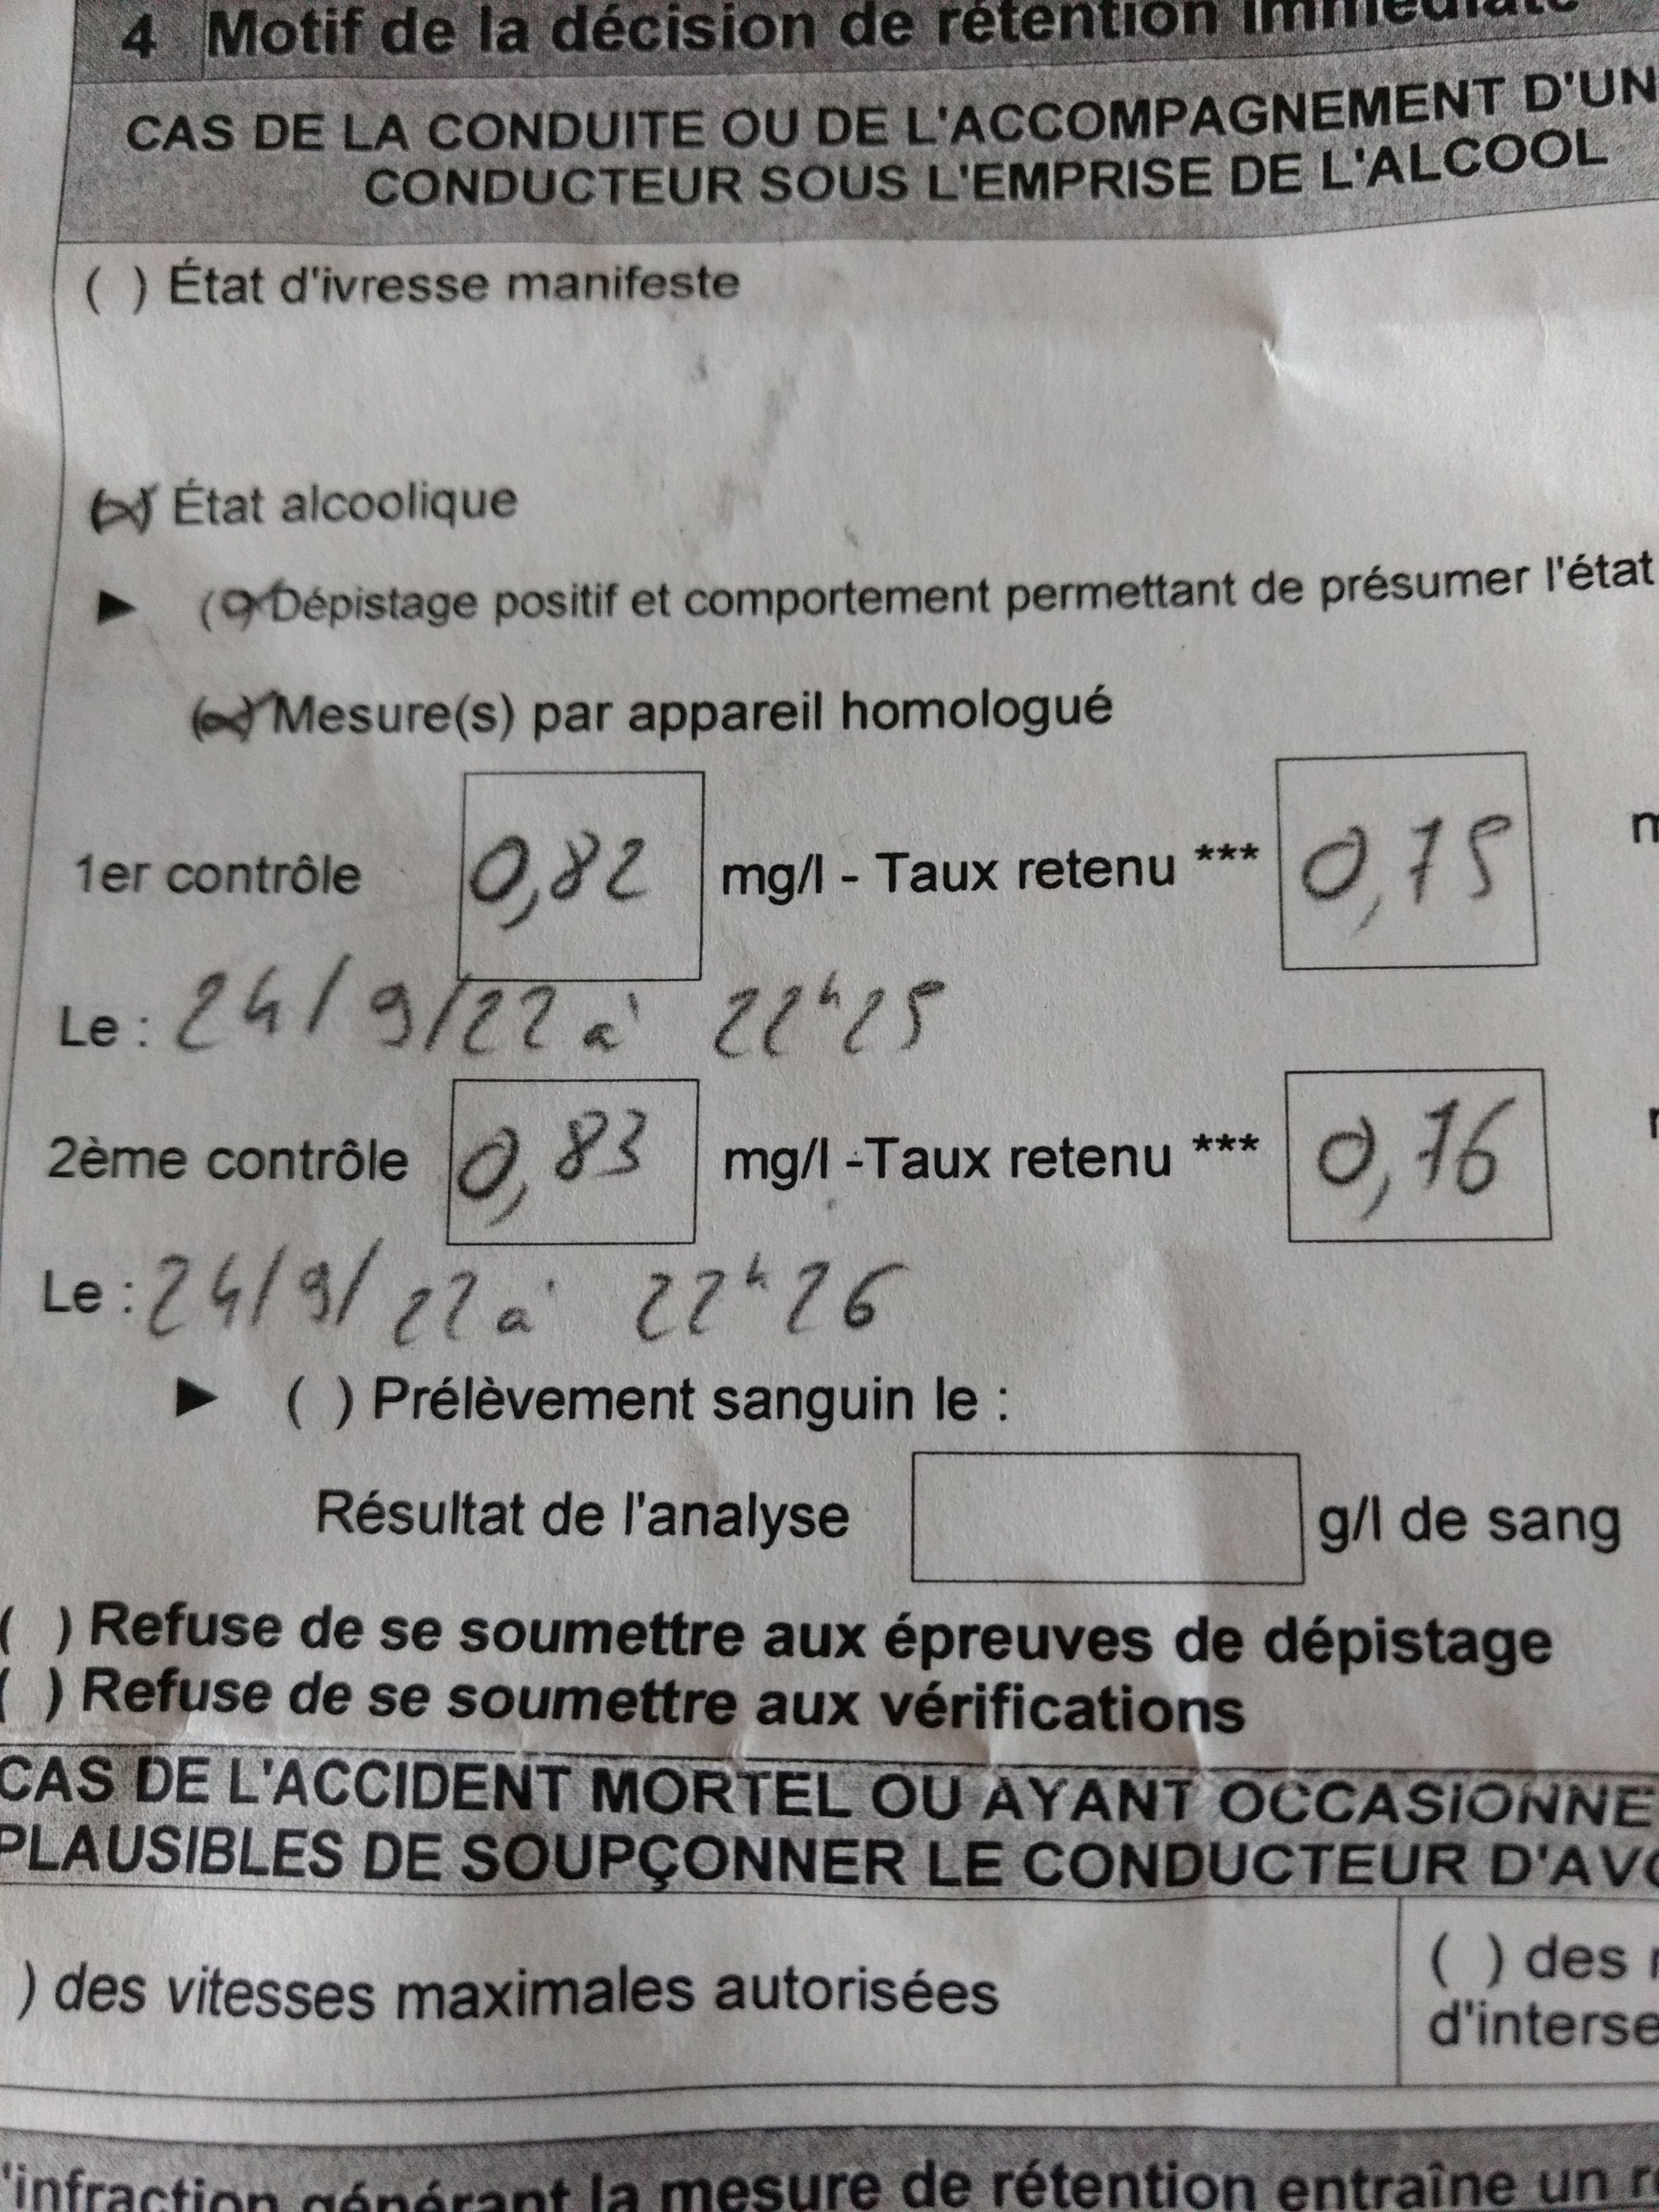 4 Motif de la décision de rétention immédiate
CAS DE LA CONDUITE OU DE L'ACCOMPAGNEMENT D'UN
CONDUCTEUR SOUS L'EMPRISE DE L'ALCOOL
( ) État d'ivresse manifeste
(x) État alcoolique
► (x) Dépistage positif et comportement permettant de présumer l'état
(x) Mesure(s) par appareil homologué
1er contrôle 0,82 mg/l - Taux retenu *** 0,75
Le : 24/9/22 à 22h25
2ème contrôle 0,83 mg/l -Taux retenu *** 0,76
Le : 24/9/22 à 22h26
► ( ) Prélèvement sanguin le :
Résultat de l'analyse g/l de sang
( ) Refuse de se soumettre aux épreuves de dépistage
( ) Refuse de se soumettre aux vérifications
CAS DE L'ACCIDENT MORTEL OU AYANT OCCASIONNE
PLAUSIBLES DE SOUPÇONNER LE CONDUCTEUR D'AV
) des vitesses maximales autorisées
( ) des
d'interse
'infraction générant la mesure de rétention entraîne un